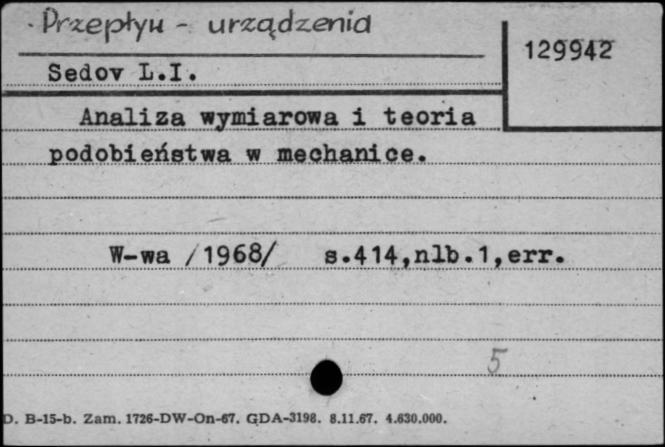 Przepływ - urządzenia
129942
Sedov L.I.
Analiza wymiarowa i teoria
podobieństwa w mechanice.
W-wa /1968/ s.414,nlb.1,err.
5
D. B-15-b. Zam. 1726-DW-On-67. GDA-3198. 8.11.67. 4.630.000.